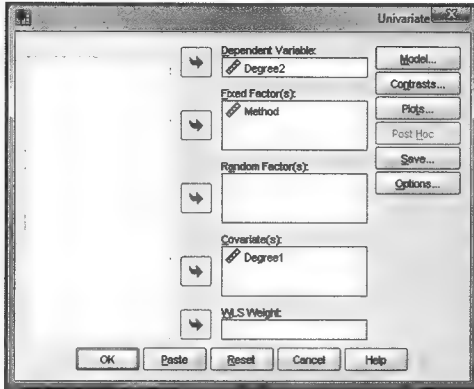 Univariate
Dependent Variable:
Degree2
Fixed Factor(s):
Method
Random Factor(s):
Covariate(s):
Degree1
WLS Weight:
Model...
Contrasts...
Plots...
Post Hoc
Save...
Options...
OK
Paste
Reset
Cancel
Help